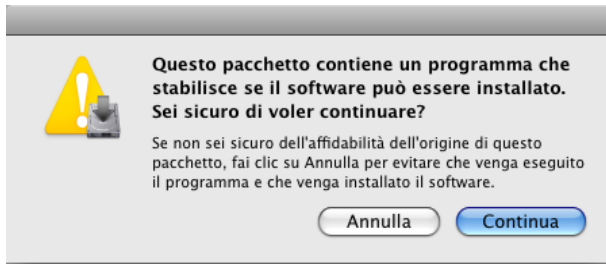 Questo pacchetto contiene un programma che
stabilisce se il software può essere installato.
Sei sicuro di voler continuare?
Se non sei sicuro dell'affidabilità dell'origine di questo
pacchetto, fai clic su Annulla per evitare che venga eseguito
il programma e che venga installato il software.
Annulla Continua